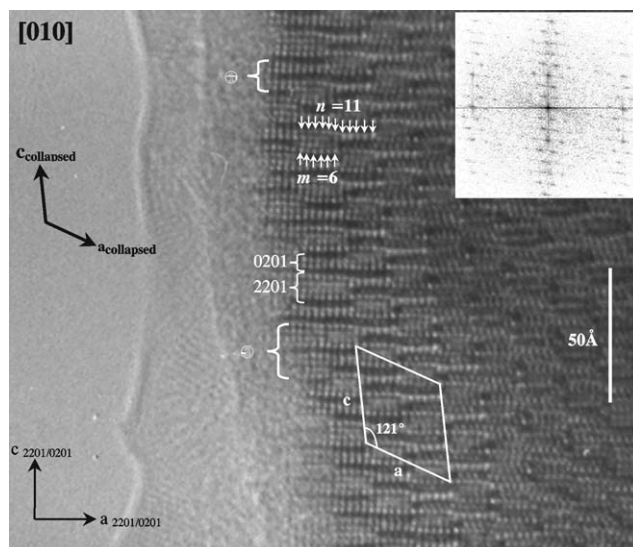 [010]
n =11
m =6
c collapsed
a collapsed
0201
2201
50Å
c
121°
a
c 2201/0201
a 2201/0201